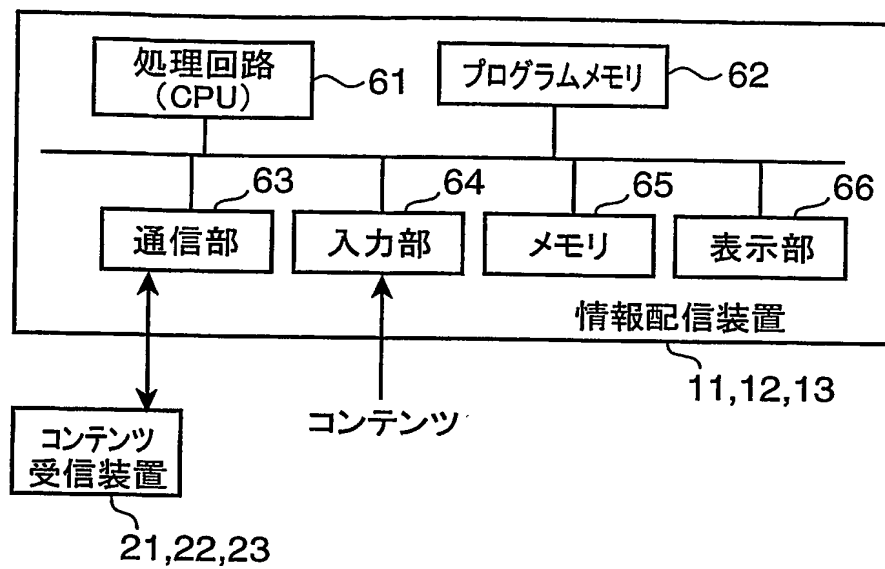 処理回路
(CPU)
61
プログラムメモリ
62
63
64
65
66
通信部
入力部
メモリ
表示部
情報配信装置
11,12,13
コンテンツ
コンテンツ
受信装置
21,22,23